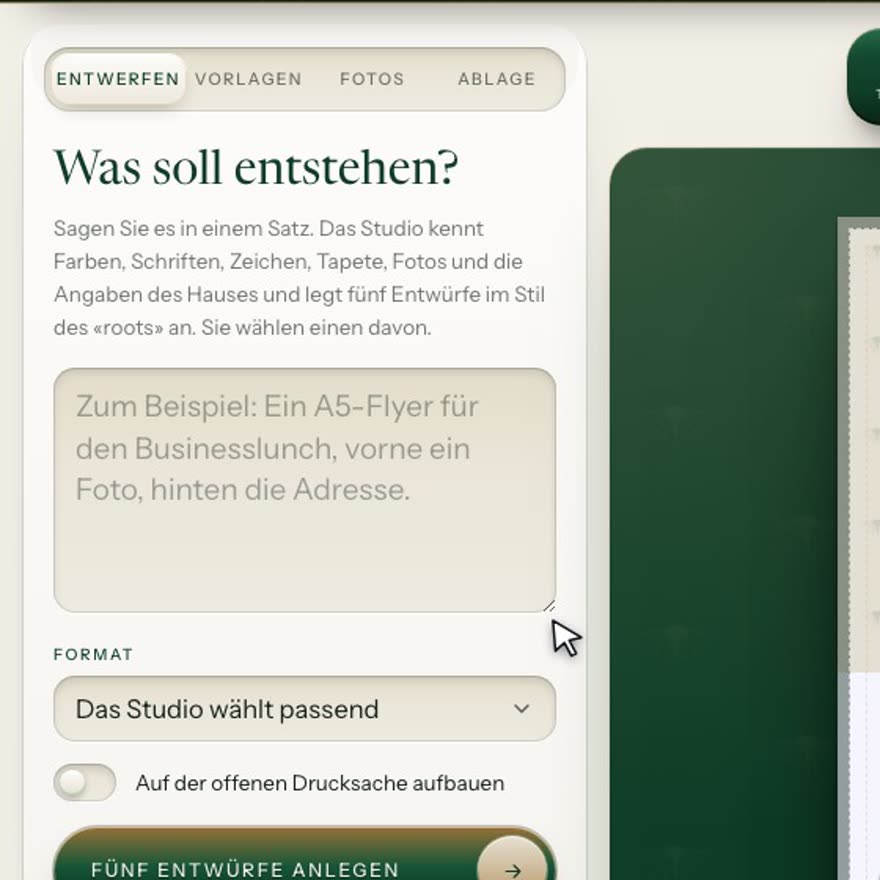 ENTWERFEN VORLAGEN FOTOS ABLAGE
Was soll entstehen?
Sagen Sie es in einem Satz. Das Studio kennt
Farben, Schriften, Zeichen, Tapete, Fotos und die
Angaben des Hauses und legt fünf Entwürfe im Stil
des «roots» an. Sie wählen einen davon.
Zum Beispiel: Ein A5-Flyer für
den Businesslunch, vorne ein
Foto, hinten die Adresse.
FORMAT
Das Studio wählt passend
Auf der offenen Drucksache aufbauen
FÜNF ENTWÜRFE ANLEGEN